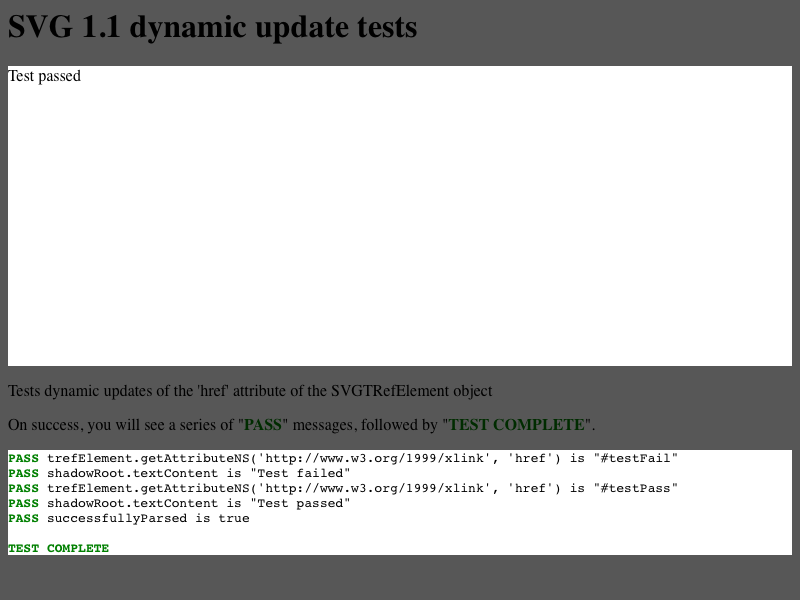 SVG 1.1 dynamic update tests
Test passed
Tests dynamic updates of the 'href' attribute of the SVGTRefElement object
On success, you will see a series of "PASS" messages, followed by "TEST COMPLETE".
PASS trefElement.getAttributeNS('http://www.w3.org/1999/xlink', 'href') is "#testFail"
PASS shadowRoot.textContent is "Test failed"
PASS trefElement.getAttributeNS('http://www.w3.org/1999/xlink', 'href') is "#testPass"
PASS shadowRoot.textContent is "Test passed"
PASS successfullyParsed is true
TEST COMPLETE